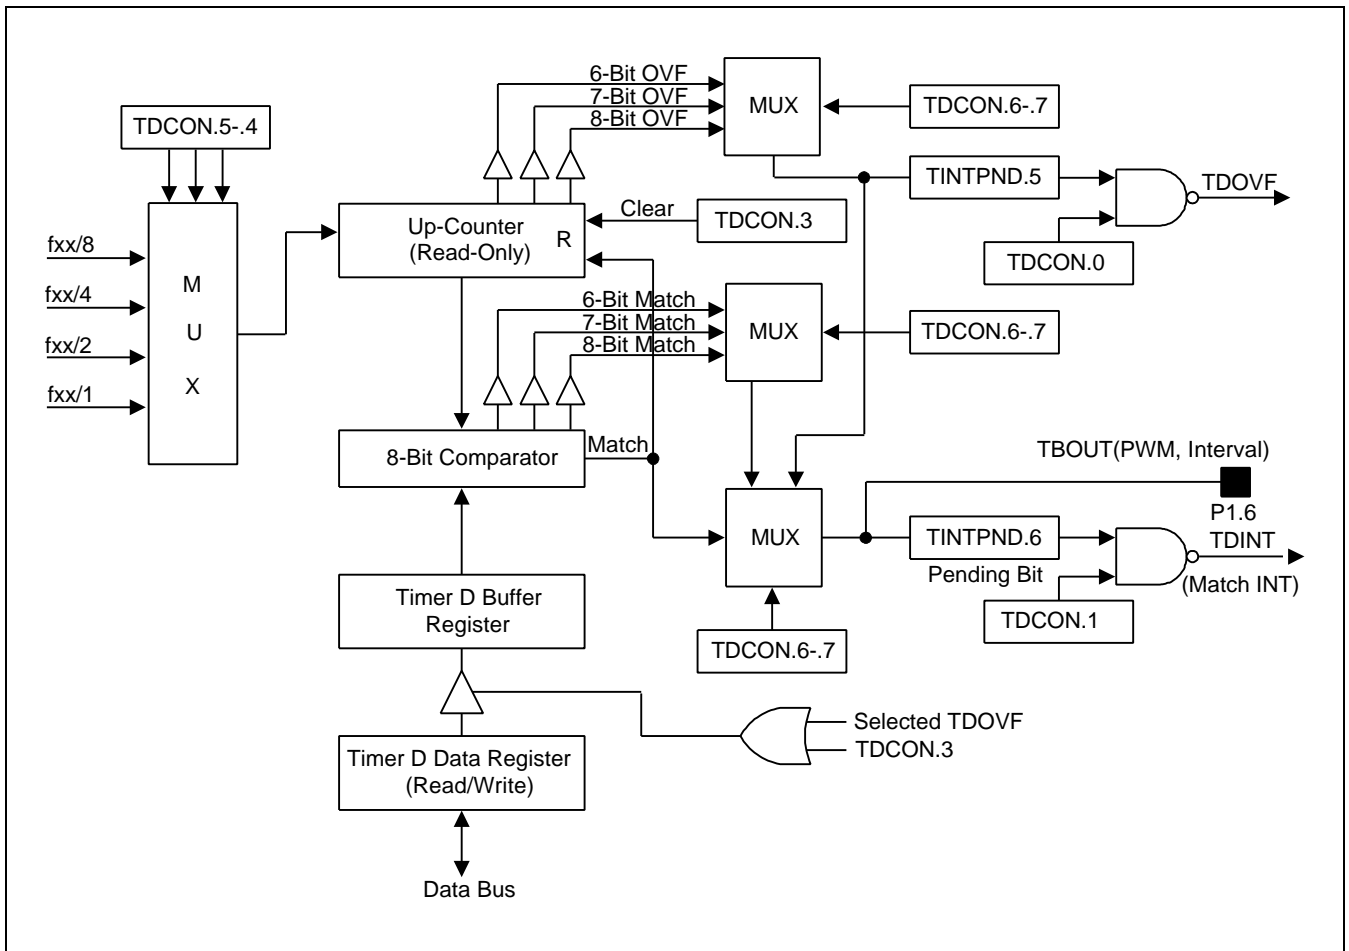 6-Bit OVF
7-Bit OVF
8-Bit OVF
MUX
TDCON.6-.7
TDCON.5-.4
TINTPND.5
TDOVF
TDCON.0
Up-Counter
(Read-Only)
R
Clear
TDCON.3
fxx/8
fxx/4
fxx/2
fxx/1
M
U
X
6-Bit Match
7-Bit Match
8-Bit Match
MUX
TDCON.6-.7
8-Bit Comparator
Match
TBOUT(PWM, Interval)
P1.6
MUX
TINTPND.6
Pending Bit
TDINT
(Match INT)
TDCON.1
TDCON.6-.7
Timer D Buffer
Register
Selected TDOVF
TDCON.3
Timer D Data Register
(Read/Write)
Data Bus